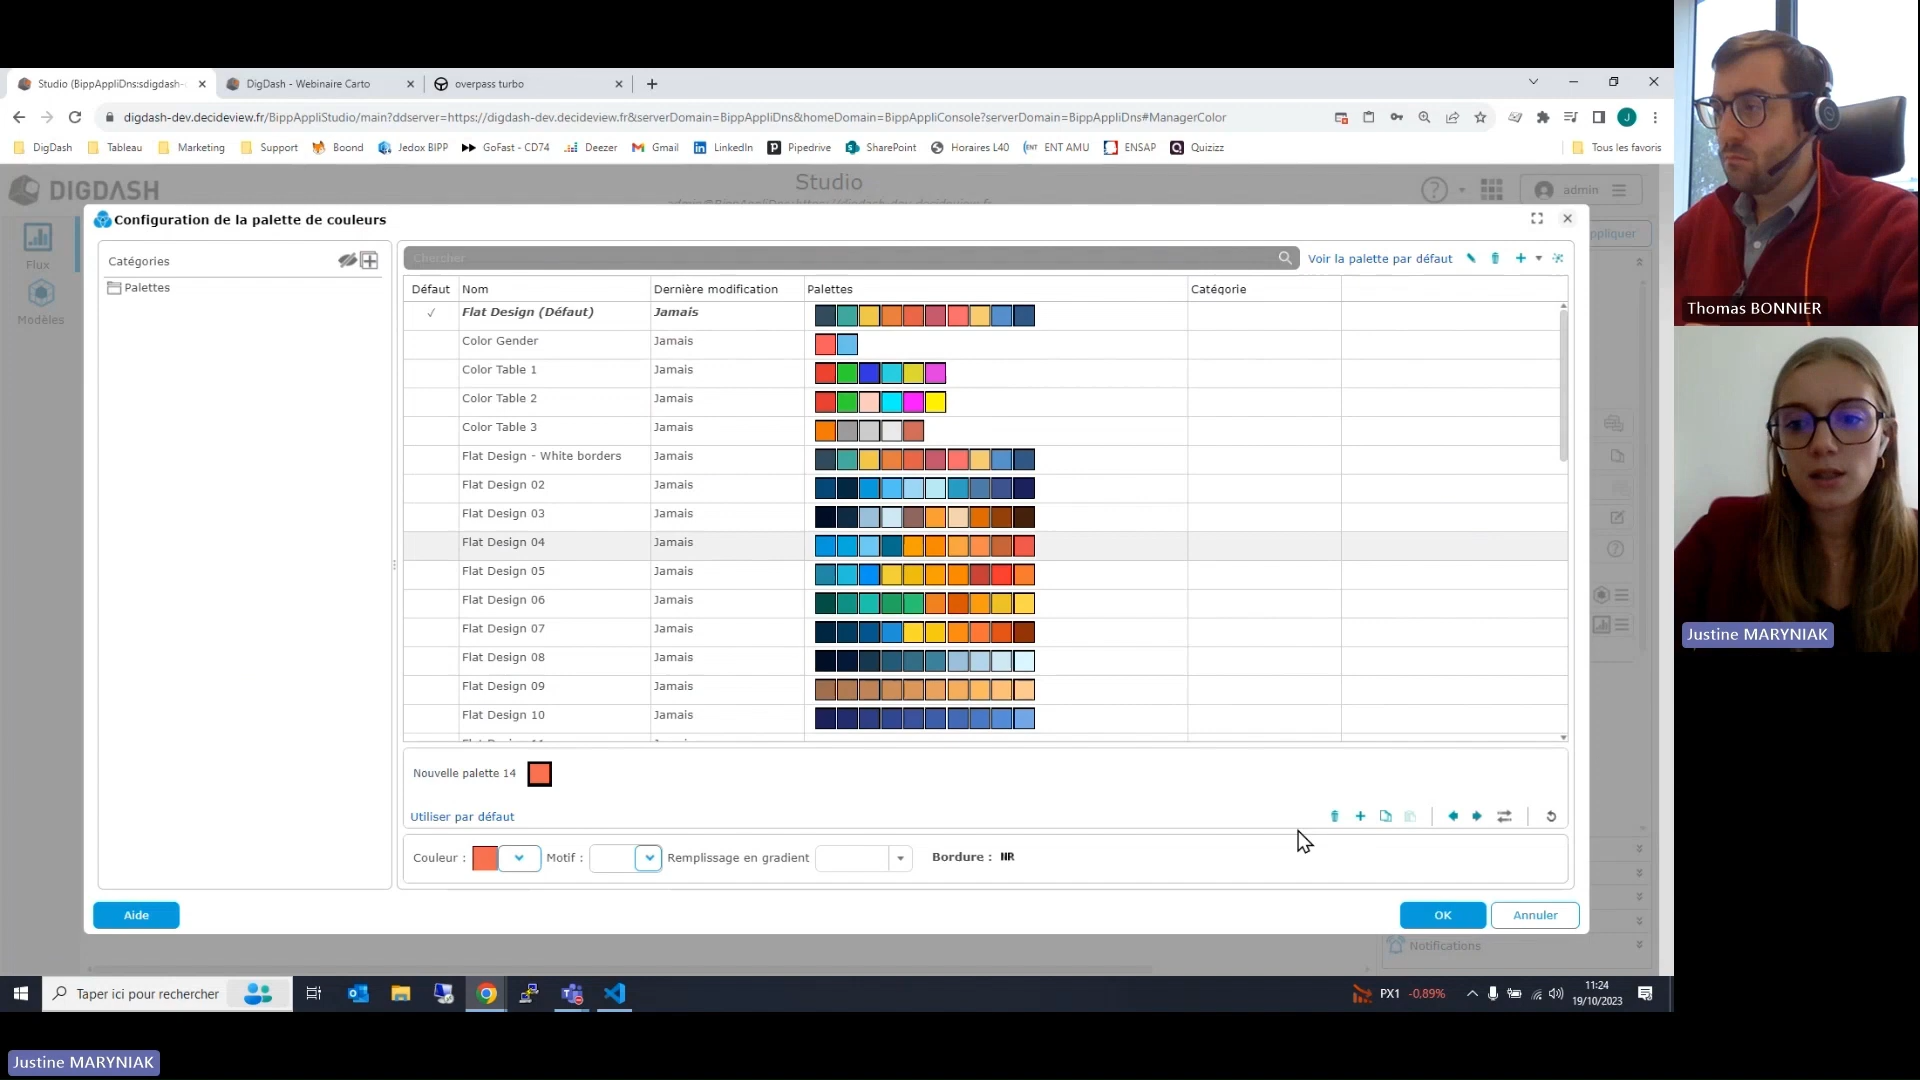 Studio (BippAppliDns:sdigdash-
DigDash - Webinaire Carto
overpass turbo
digdash-dev.decideview.fr/BippAppliStudio/main?ddserver=https://digdash-dev.decideview.fr&serverDomain=BippAppliDns&homeDomain=BippAppliConsole?serverDomain=BippAppliDns#ManagerColor
J
DigDash
Tableau
Marketing
Support
Boond
Jedox BIPP
GoFast - CD74
Deezer
Gmail
LinkedIn
Pipedrive
SharePoint
Horaires L40
ENT AMU
ENSAP
Quizizz
Tous les favoris
DIGDASH
Studio
admin
Flux
Modèles
Configuration de la palette de couleurs
Catégories
Palettes
Chercher
Voir la palette par défaut
Défaut Nom Dernière modification Palettes Catégorie
Flat Design (Défaut) Jamais
Color Gender Jamais
Color Table 1 Jamais
Color Table 2 Jamais
Color Table 3 Jamais
Flat Design - White borders Jamais
Flat Design 02 Jamais
Flat Design 03 Jamais
Flat Design 04 Jamais
Flat Design 05 Jamais
Flat Design 06 Jamais
Flat Design 07 Jamais
Flat Design 08 Jamais
Flat Design 09 Jamais
Flat Design 10 Jamais
Nouvelle palette 14
Utiliser par défaut
Couleur : Motif : Remplissage en gradient Bordure :
Aide
OK
Annuler
Notifications
Taper ici pour rechercher
PX1 -0,89%
11:24
19/10/2023
Thomas BONNIER
Justine MARYNIAK
Justine MARYNIAK